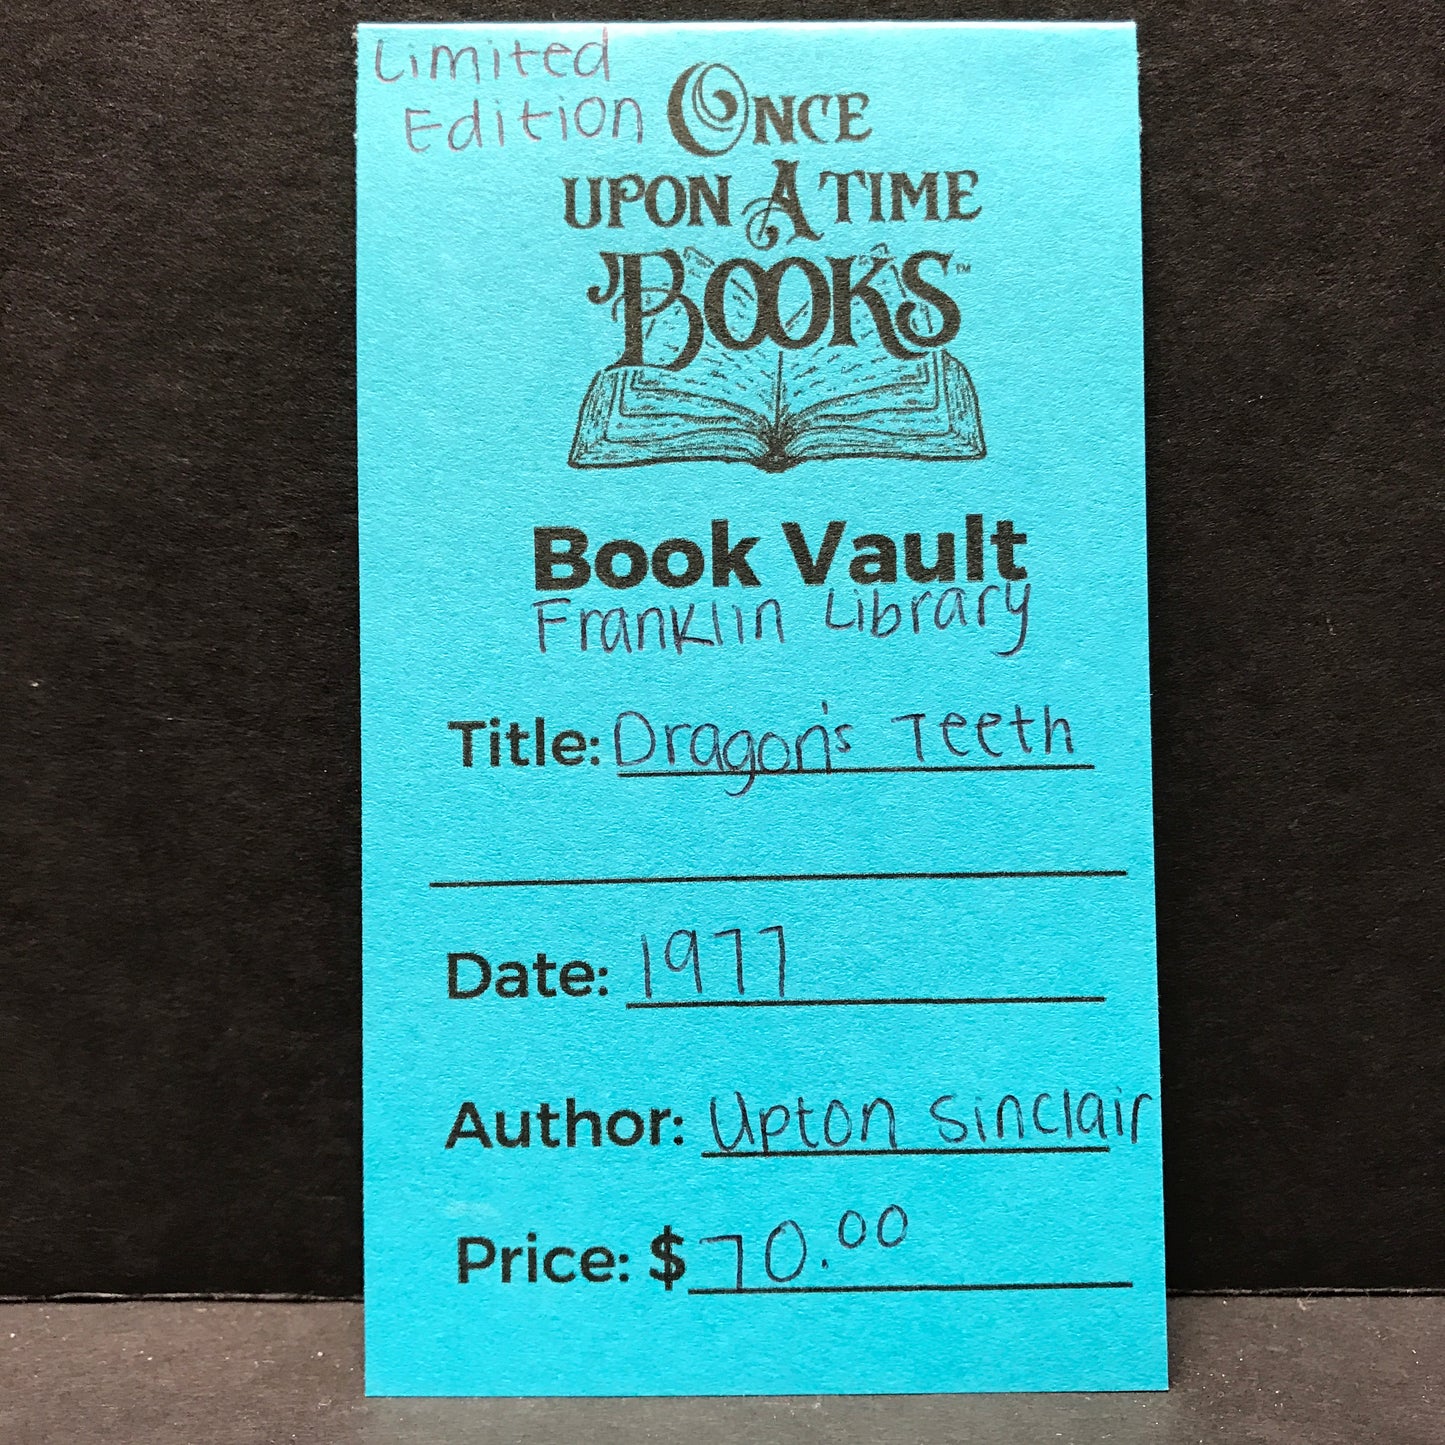 Limited
Edition
ONCE
UPON A TIME
BOOKS™
Book Vault
Franklin Library
Title: Dragon's Teeth
Date: 1977
Author: Upton Sinclair
Price: $ 70.00